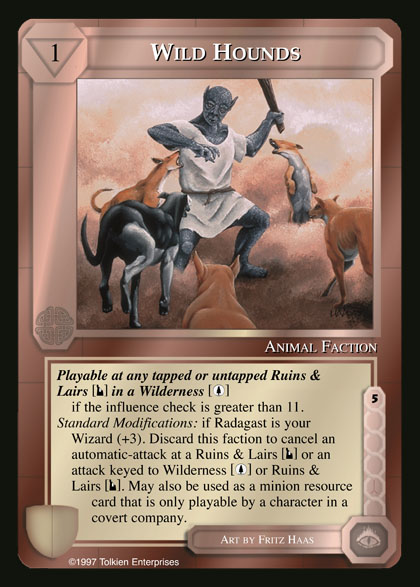 1
WILD HOUNDS
ANIMAL FACTION
Playable at any tapped or untapped Ruins &
Lairs [] in a Wilderness []
if the influence check is greater than 11.
Standard Modifications: if Radagast is your
Wizard (+3). Discard this faction to cancel an
automatic-attack at a Ruins & Lairs [] or an
attack keyed to Wilderness [] or Ruins &
Lairs []. May also be used as a minion resource
card that is only playable by a character in a
covert company.
5
ART BY FRITZ HAAS
©1997 Tolkien Enterprises